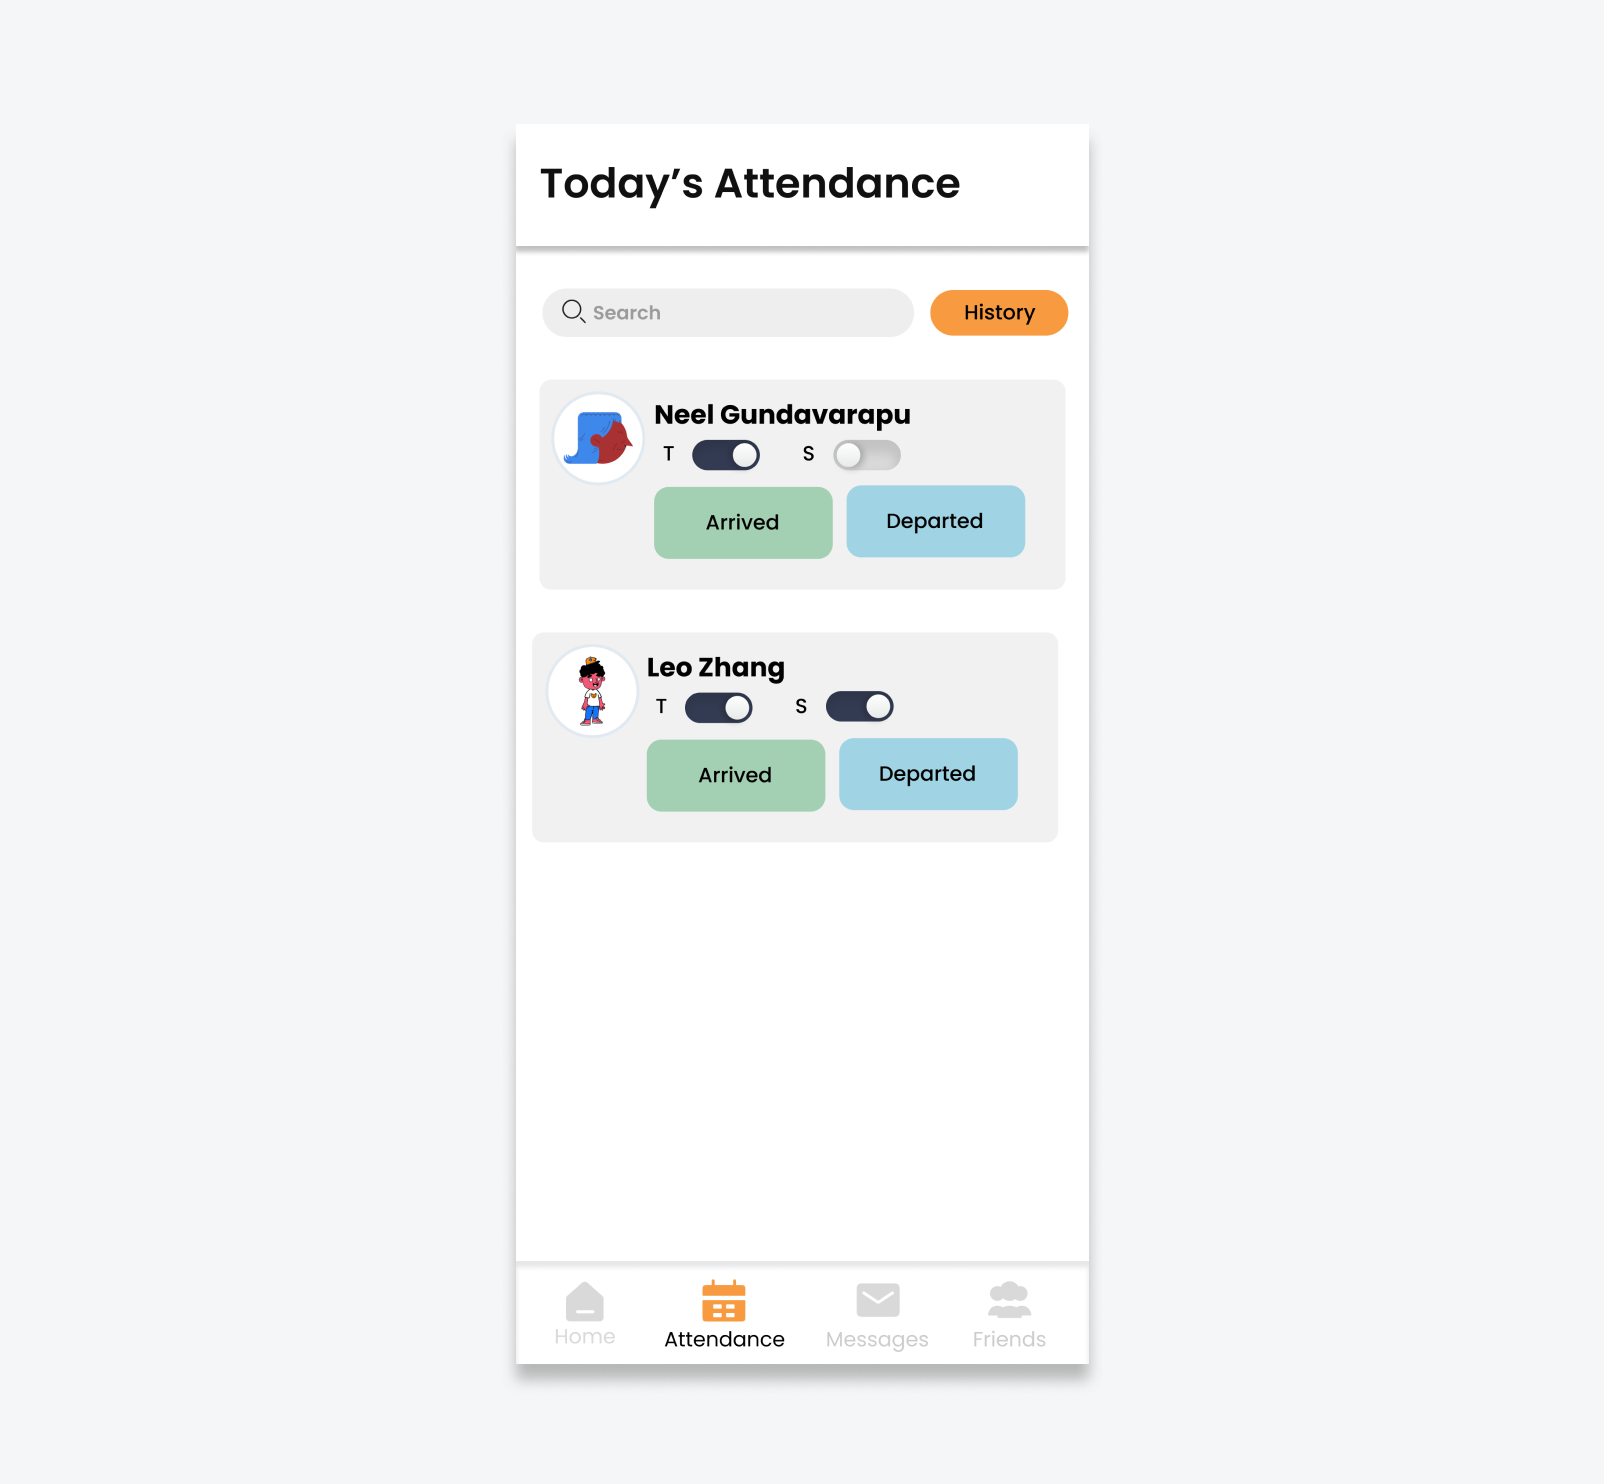 Today’s Attendance
Search
History
Neel Gundavarapu
T S
Arrived Departed
Leo Zhang
T S
Arrived Departed
Home Attendance Messages Friends